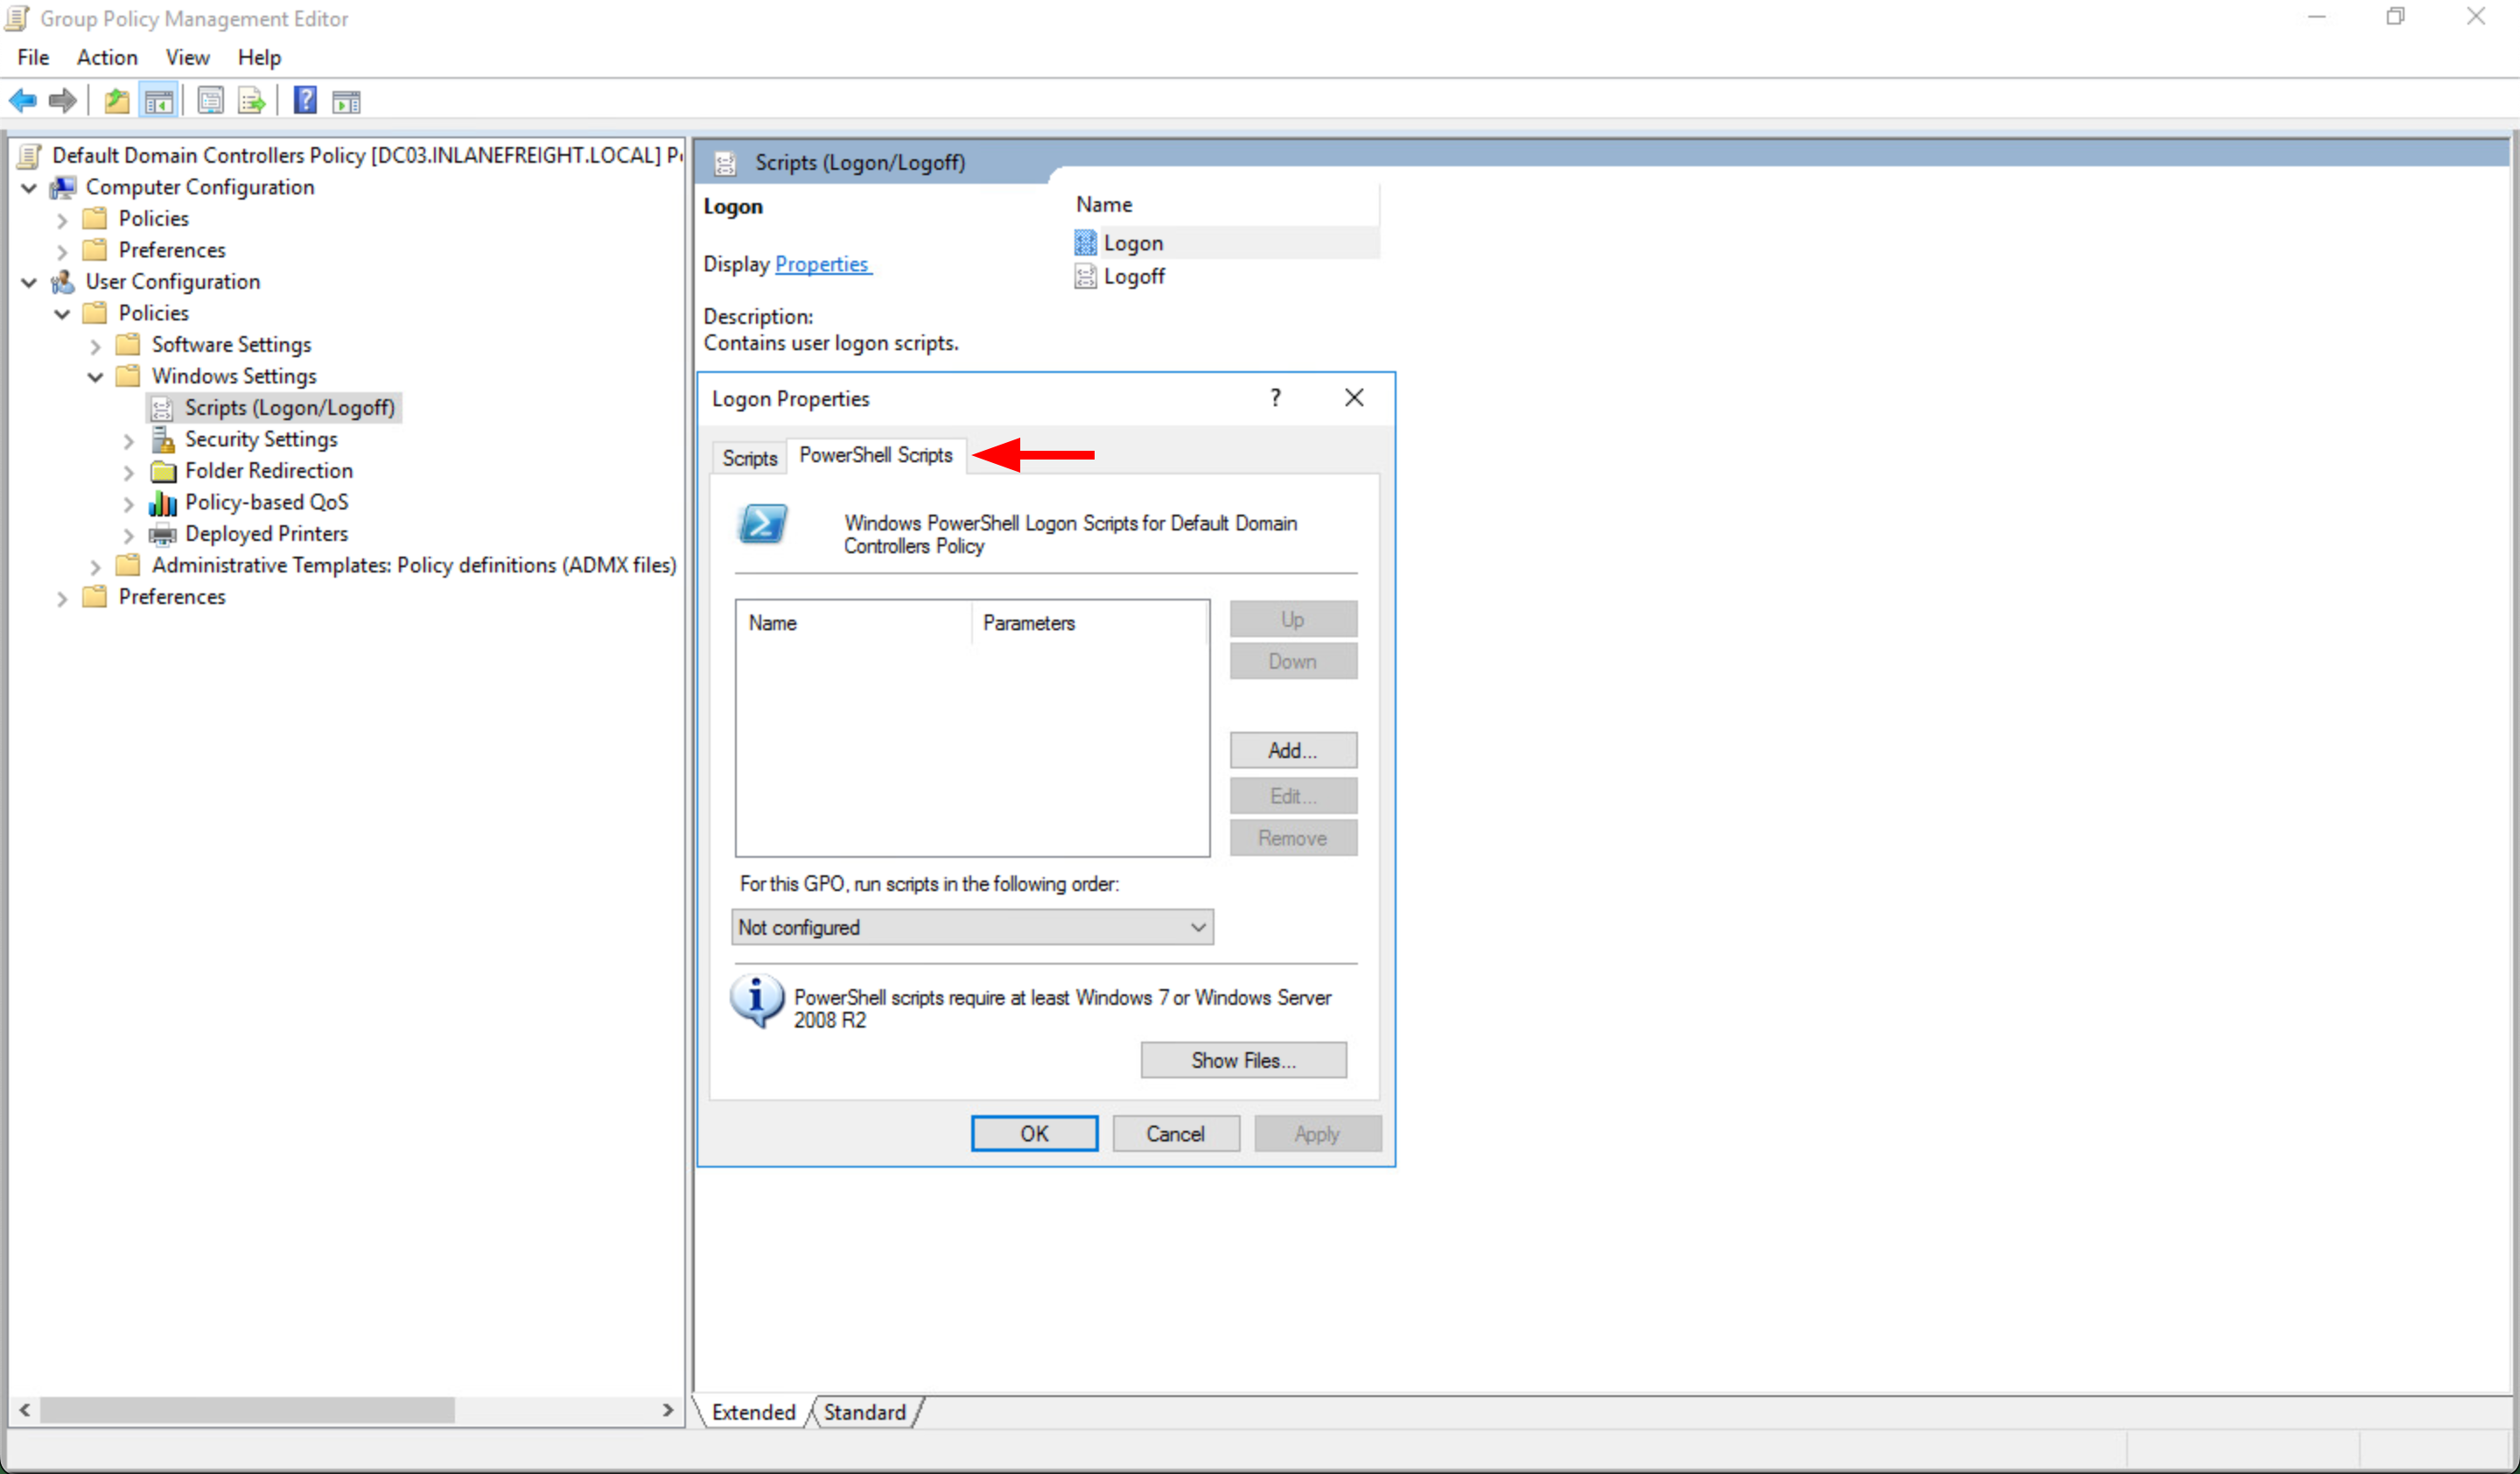 Group Policy Management Editor
File Action View Help
Default Domain Controllers Policy [DC03.INLANEFREIGHT.LOCAL]
Computer Configuration
Policies
Preferences
User Configuration
Policies
Software Settings
Windows Settings
Scripts (Logon/Logoff)
Security Settings
Folder Redirection
Policy-based QoS
Deployed Printers
Administrative Templates: Policy definitions (ADMX files)
Preferences
Scripts (Logon/Logoff)
Logon
Display Properties
Description:
Contains user logon scripts.
Name
Logon
Logoff
Logon Properties
Scripts PowerShell Scripts
Windows PowerShell Logon Scripts for Default Domain
Controllers Policy
Name Parameters
Up
Down
Add...
Edit...
Remove
For this GPO, run scripts in the following order:
Not configured
PowerShell scripts require at least Windows 7 or Windows Server
2008 R2
Show Files...
OK Cancel Apply
Extended Standard